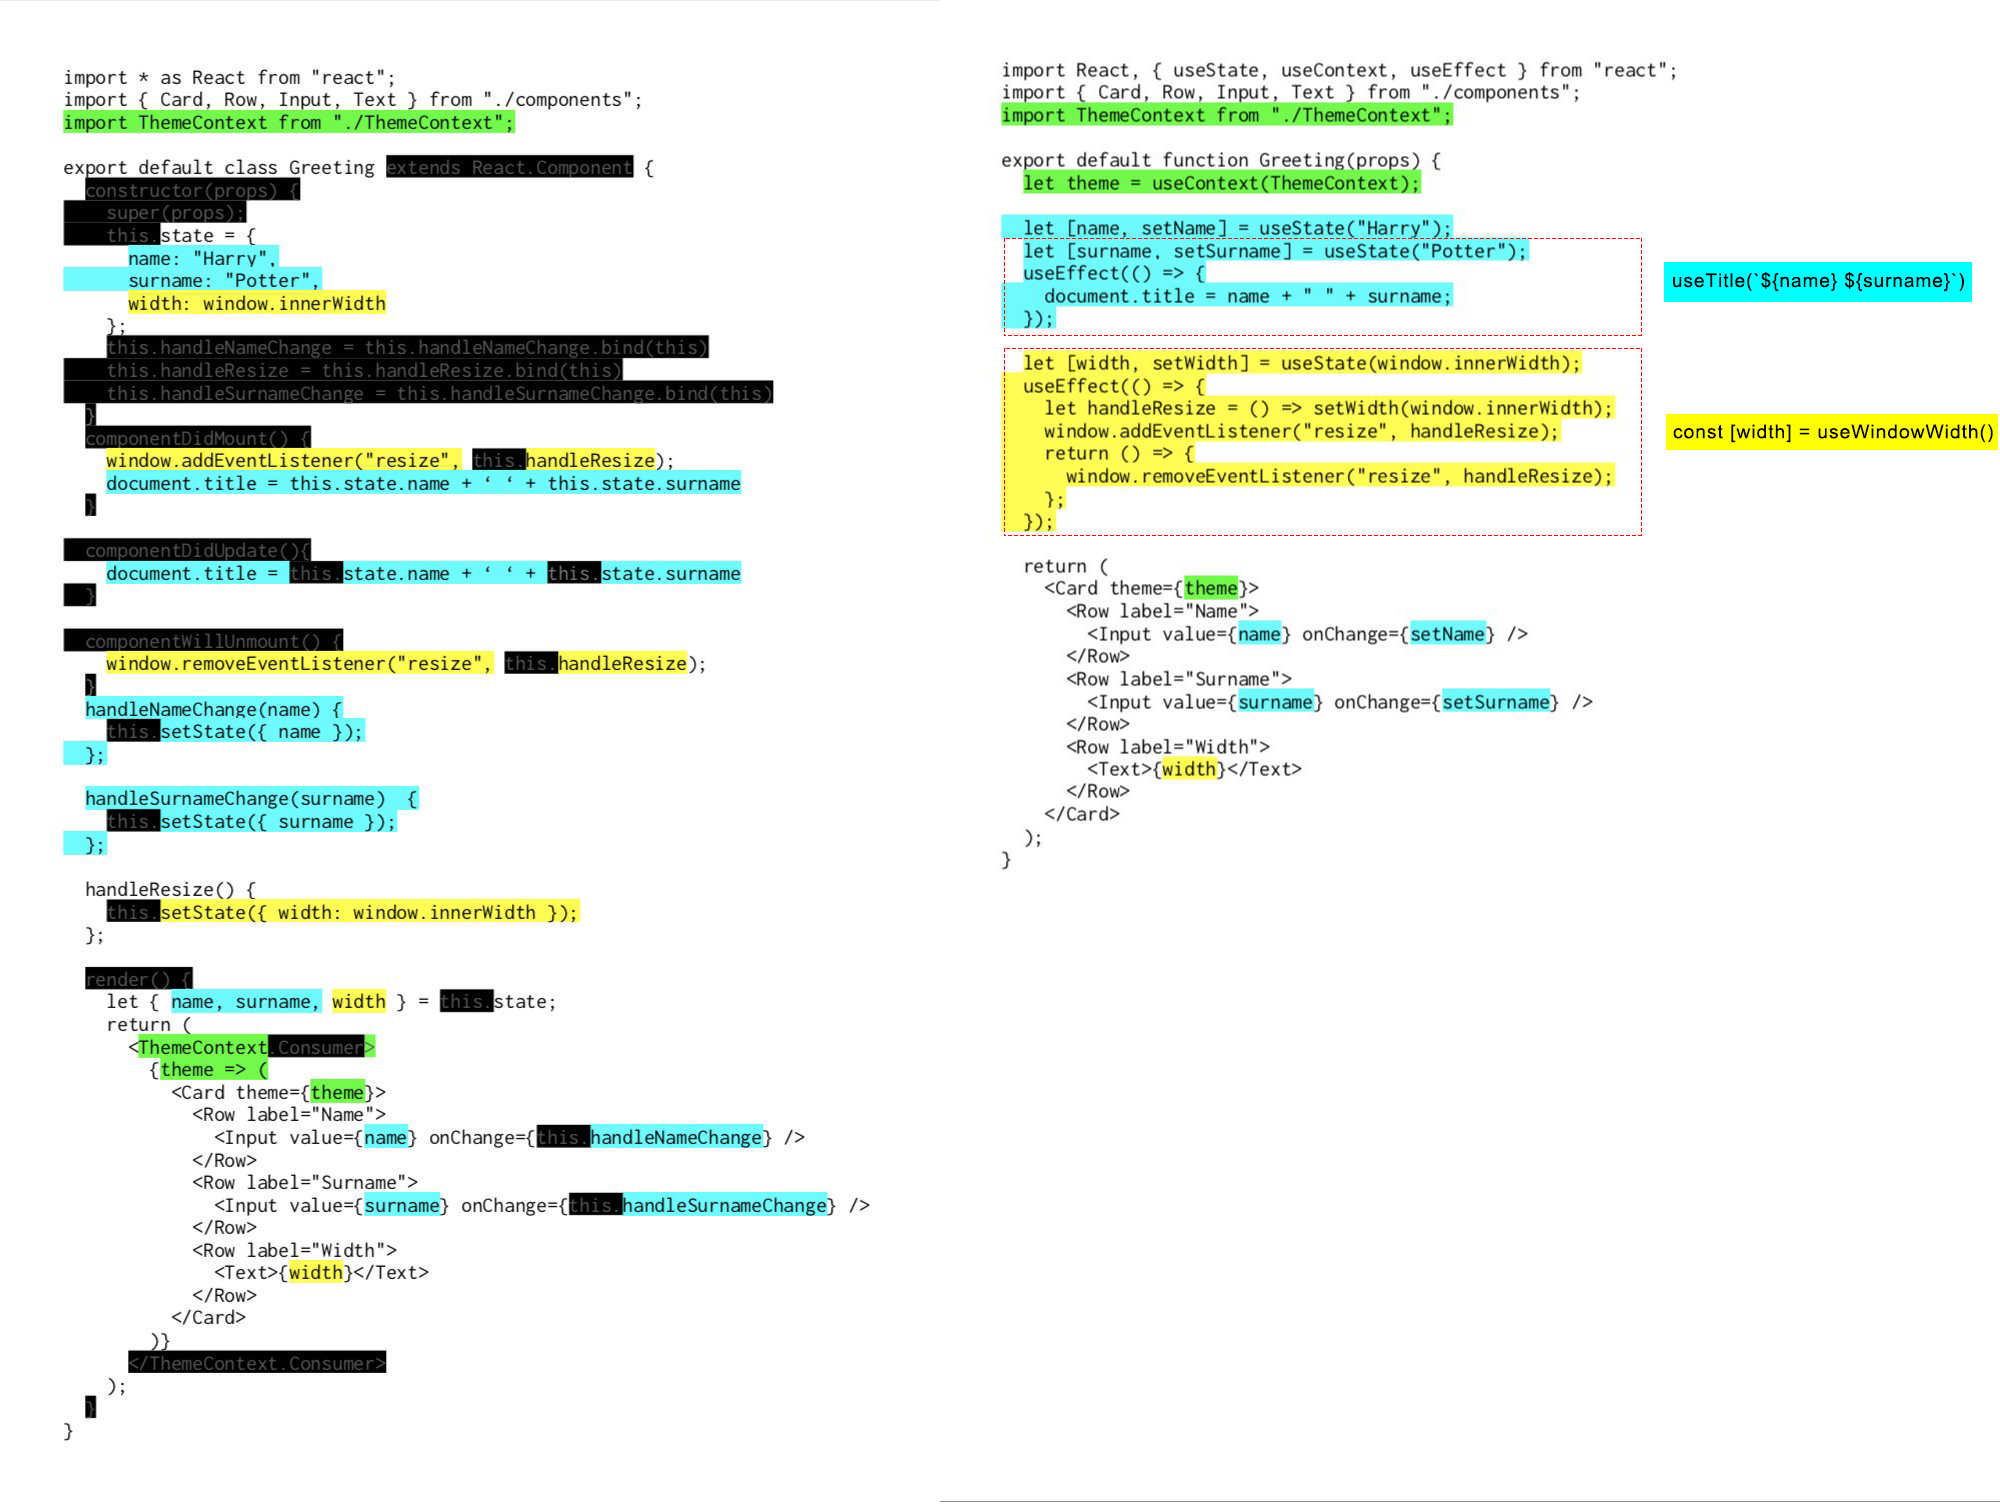 import * as React from "react";
import { Card, Row, Input, Text } from "./components";
import ThemeContext from "./ThemeContext";
export default class Greeting extends React.Component {
constructor(props) {
super(props);
this.state = {
name: "Harry",
surname: "Potter",
width: window.innerWidth
};
this.handleNameChange = this.handleNameChange.bind(this)
this.handleResize = this.handleResize.bind(this)
this.handleSurnameChange = this.handleSurnameChange.bind(this)
}
componentDidMount() {
window.addEventListener("resize", this.handleResize);
document.title = this.state.name + ‘ ‘ + this.state.surname
}
componentDidUpdate(){
document.title = this.state.name + ‘ ‘ + this.state.surname
}
componentWillUnmount() {
window.removeEventListener("resize", this.handleResize);
}
handleNameChange(name) {
this.setState({ name });
};
handleSurnameChange(surname)  {
this.setState({ surname });
};
handleResize() {
this.setState({ width: window.innerWidth });
};
render() {
let { name, surname, width } = this.state;
return (
<ThemeContext.Consumer>
{theme => (
<Card theme={theme}>
<Row label="Name">
<Input value={name} onChange={this.handleNameChange} />
</Row>
<Row label="Surname">
<Input value={surname} onChange={this.handleSurnameChange} />
</Row>
<Row label="Width">
<Text>{width}</Text>
</Row>
</Card>
)}
</ThemeContext.Consumer>
);
}
}
import React, { useState, useContext, useEffect } from "react";
import { Card, Row, Input, Text } from "./components";
import ThemeContext from "./ThemeContext";
export default function Greeting(props) {
let theme = useContext(ThemeContext);
let [name, setName] = useState("Harry");
let [surname, setSurname] = useState("Potter");
useEffect(() => {
document.title = name + " " + surname;
});
let [width, setWidth] = useState(window.innerWidth);
useEffect(() => {
let handleResize = () => setWidth(window.innerWidth);
window.addEventListener("resize", handleResize);
return () => {
window.removeEventListener("resize", handleResize);
};
});
return (
<Card theme={theme}>
<Row label="Name">
<Input value={name} onChange={setName} />
</Row>
<Row label="Surname">
<Input value={surname} onChange={setSurname} />
</Row>
<Row label="Width">
<Text>{width}</Text>
</Row>
</Card>
);
}
useTitle(`${name} ${surname}`)
const [width] = useWindowWidth()